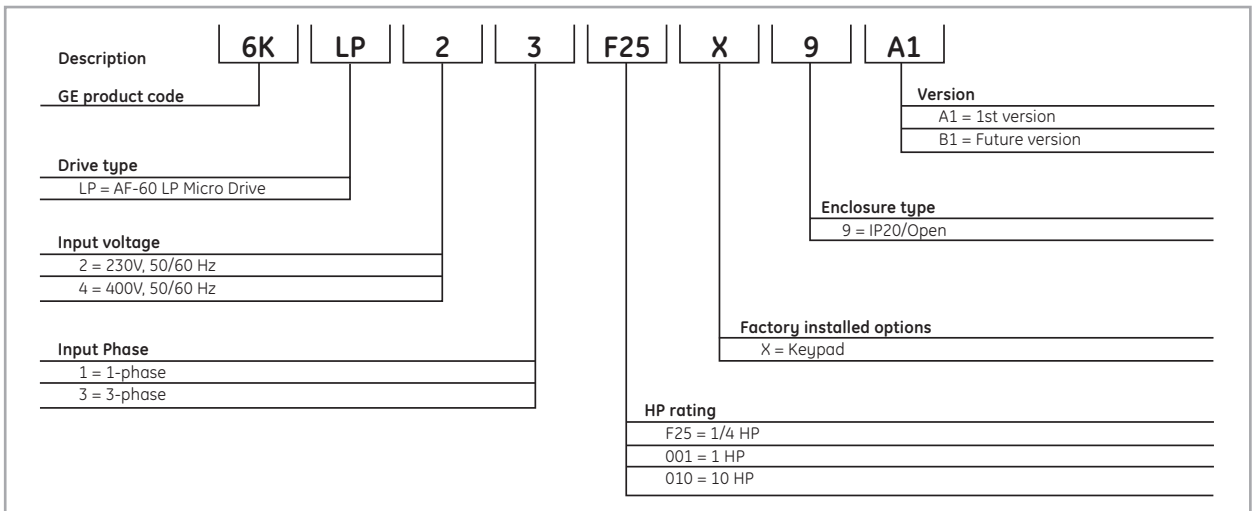 Description 6K LP 2 3 F25 X 9 A1
GE product code
Drive type
LP = AF-60 LP Micro Drive
Input voltage
2 = 230V, 50/60 Hz
4 = 400V, 50/60 Hz
Input Phase
1 = 1-phase
3 = 3-phase
Version
A1 = 1st version
B1 = Future version
Enclosure type
9 = IP20/Open
Factory installed options
X = Keypad
HP rating
F25 = 1/4 HP
001 = 1 HP
010 = 10 HP